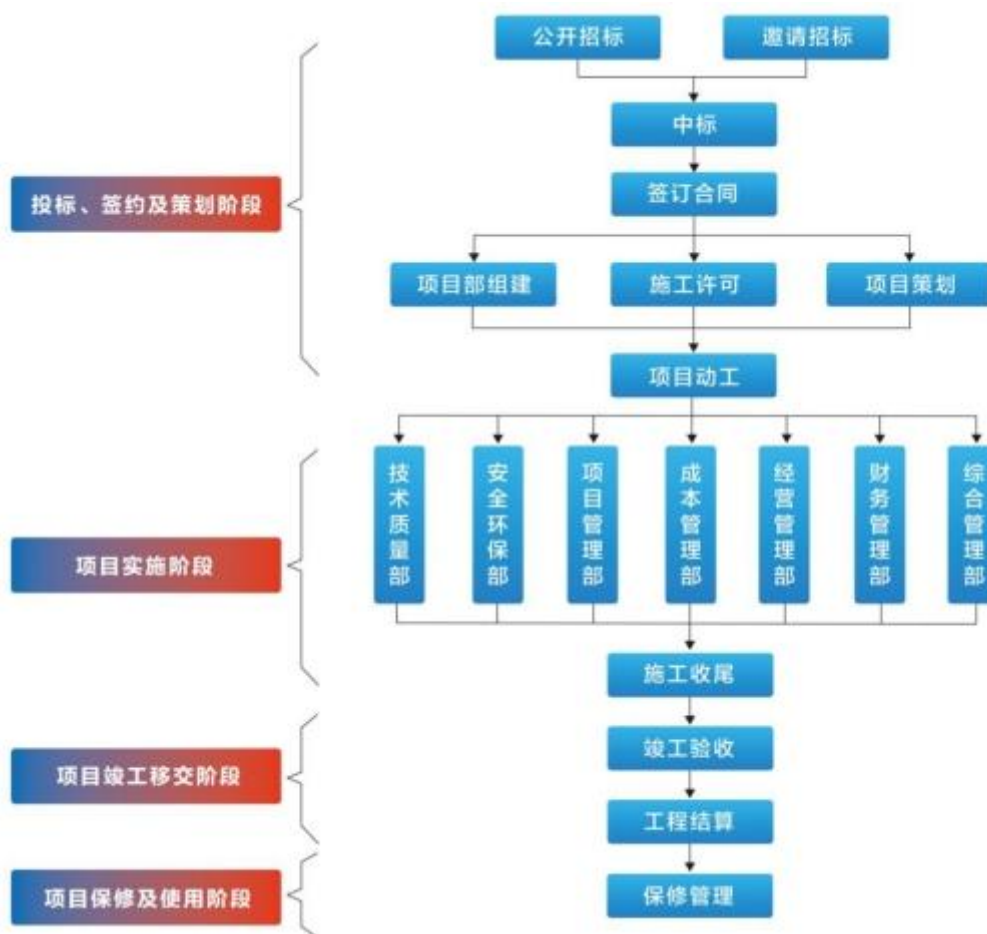 公开招标
邀请招标
中标
投标、签约及策划阶段
签订合同
项目部组建
施工许可
项目策划
项目动工
技术质量部
安全环保部
项目管理部
成本管理部
经营管理部
财务管理部
综合管理部
项目实施阶段
施工收尾
竣工验收
项目竣工移交阶段
工程结算
保修管理
项目保修及使用阶段